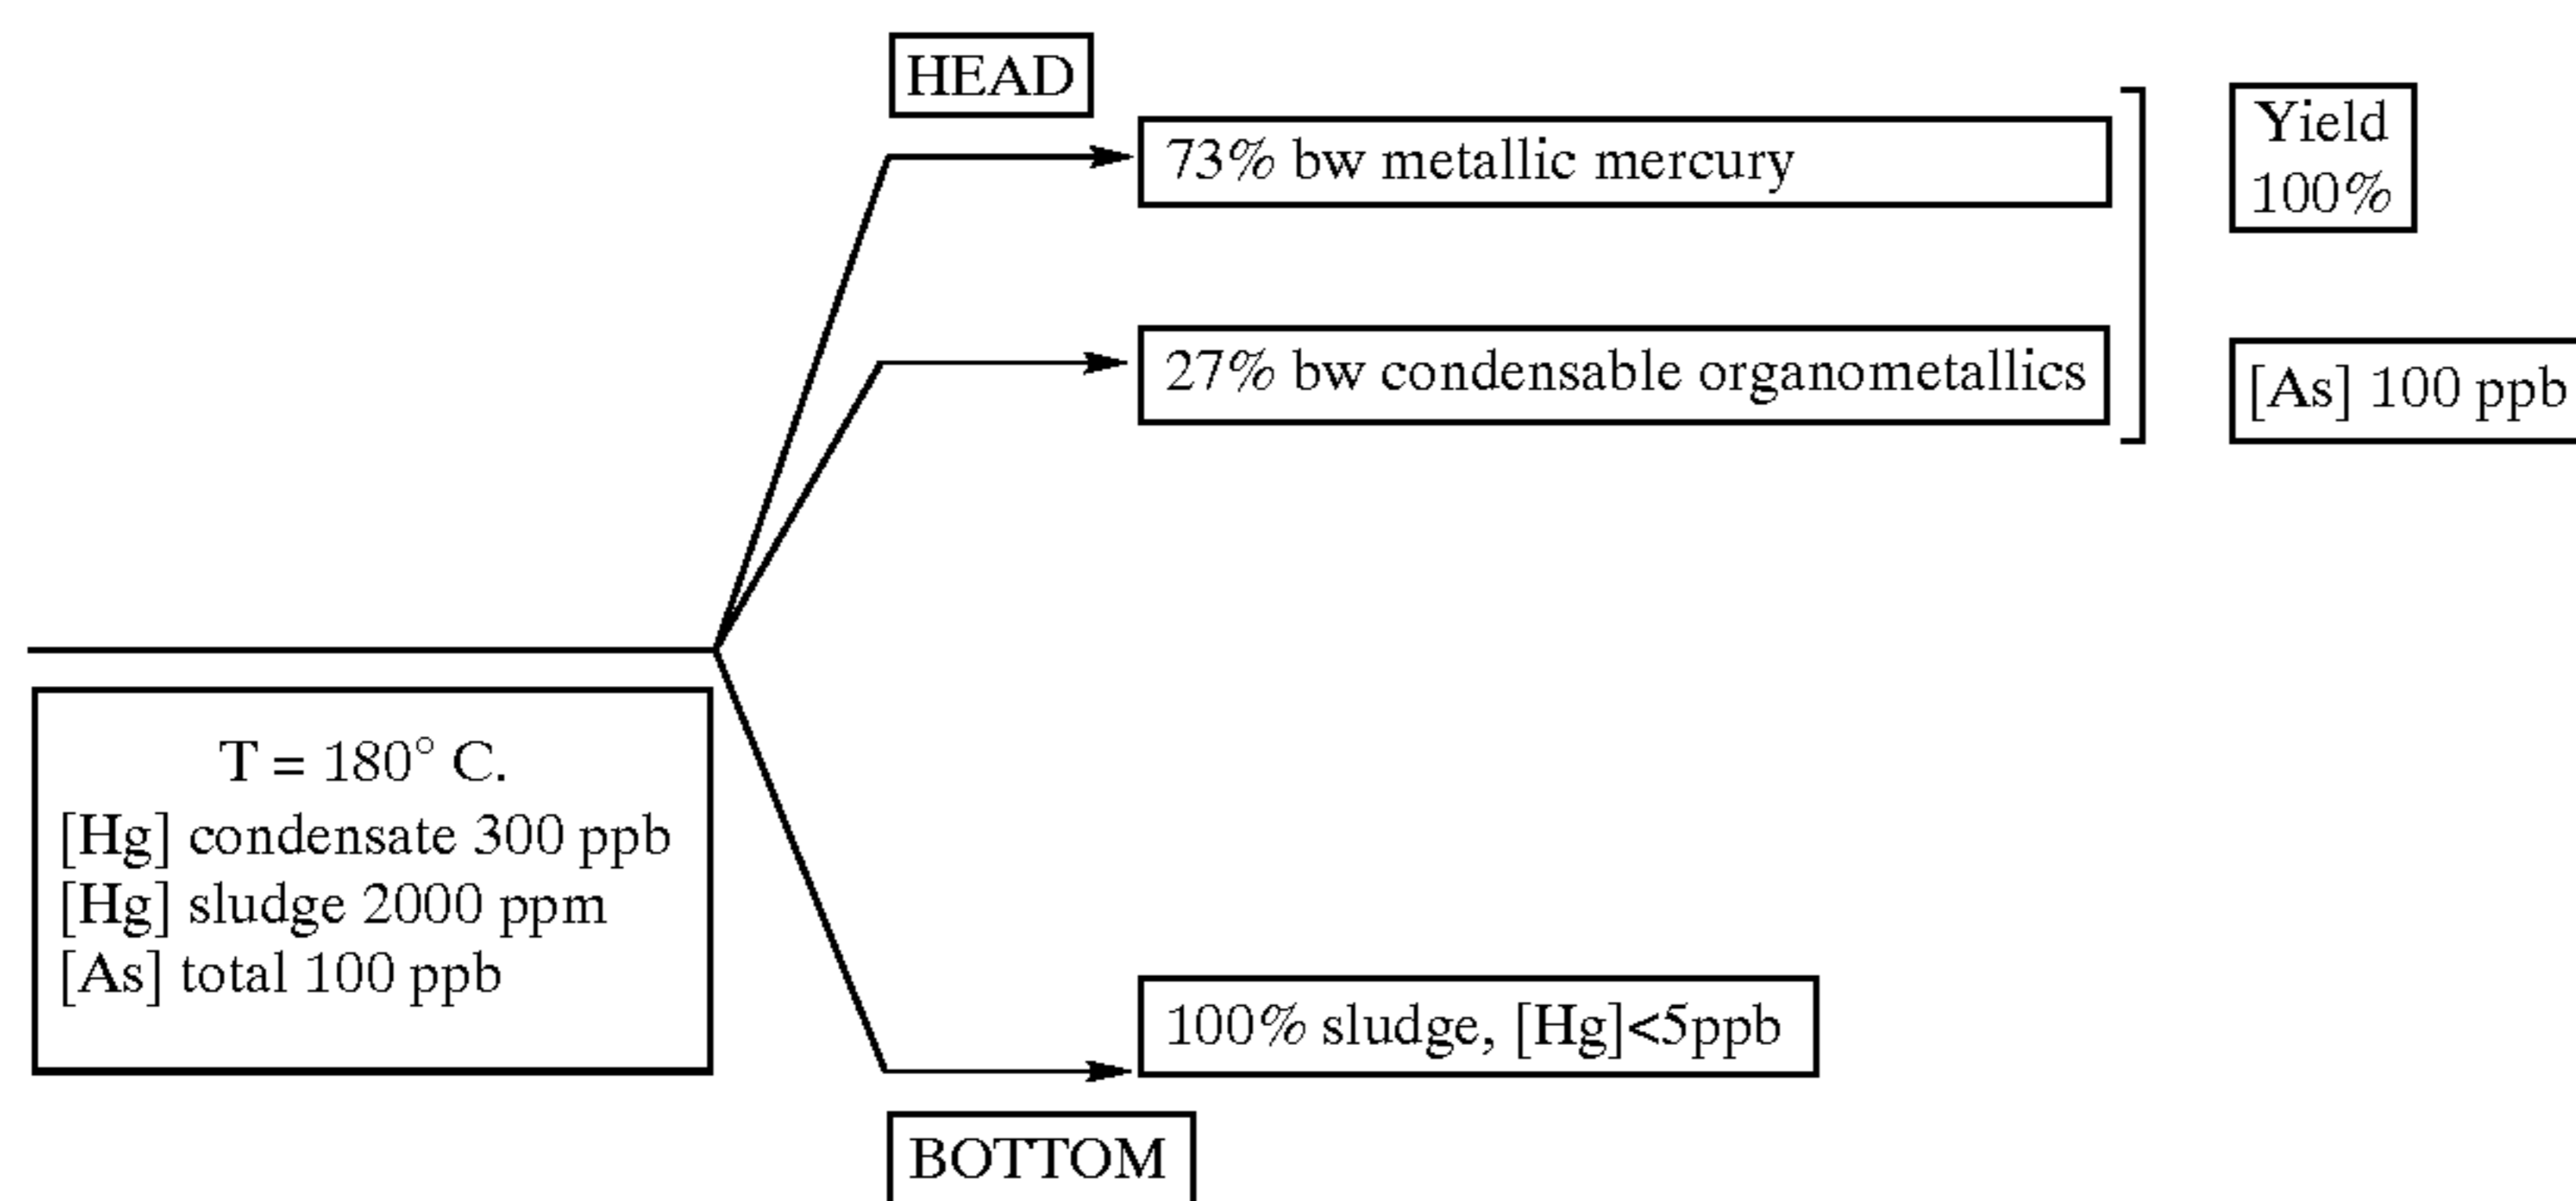 HEAD
73% bw metallic mercury
Yield
100%
27% bw condensable organometallics
[As] 100 ppb
T = 180° C.
[Hg] condensate 300 ppb
[Hg] sludge 2000 ppm
[As] total 100 ppb
100% sludge, [Hg]<5ppb
BOTTOM